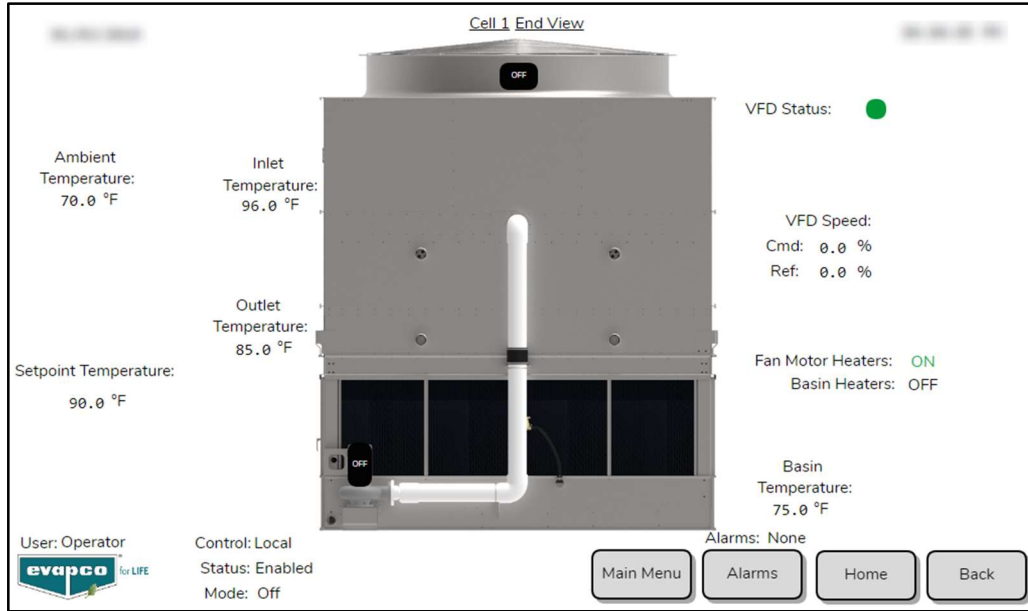 Cell 1 End View
OFF
VFD Status:
Ambient
Temperature:
70.0 °F
Inlet
Temperature:
96.0 °F
VFD Speed:
Cmd: 0.0 %
Ref: 0.0 %
Outlet
Temperature:
85.0 °F
Setpoint Temperature:
90.0 °F
Fan Motor Heaters: ON
Basin Heaters: OFF
OFF
Basin
Temperature:
75.0 °F
Alarms: None
User: Operator
evapco for LIFE
Control: Local
Status: Enabled
Mode: Off
Main Menu
Alarms
Home
Back